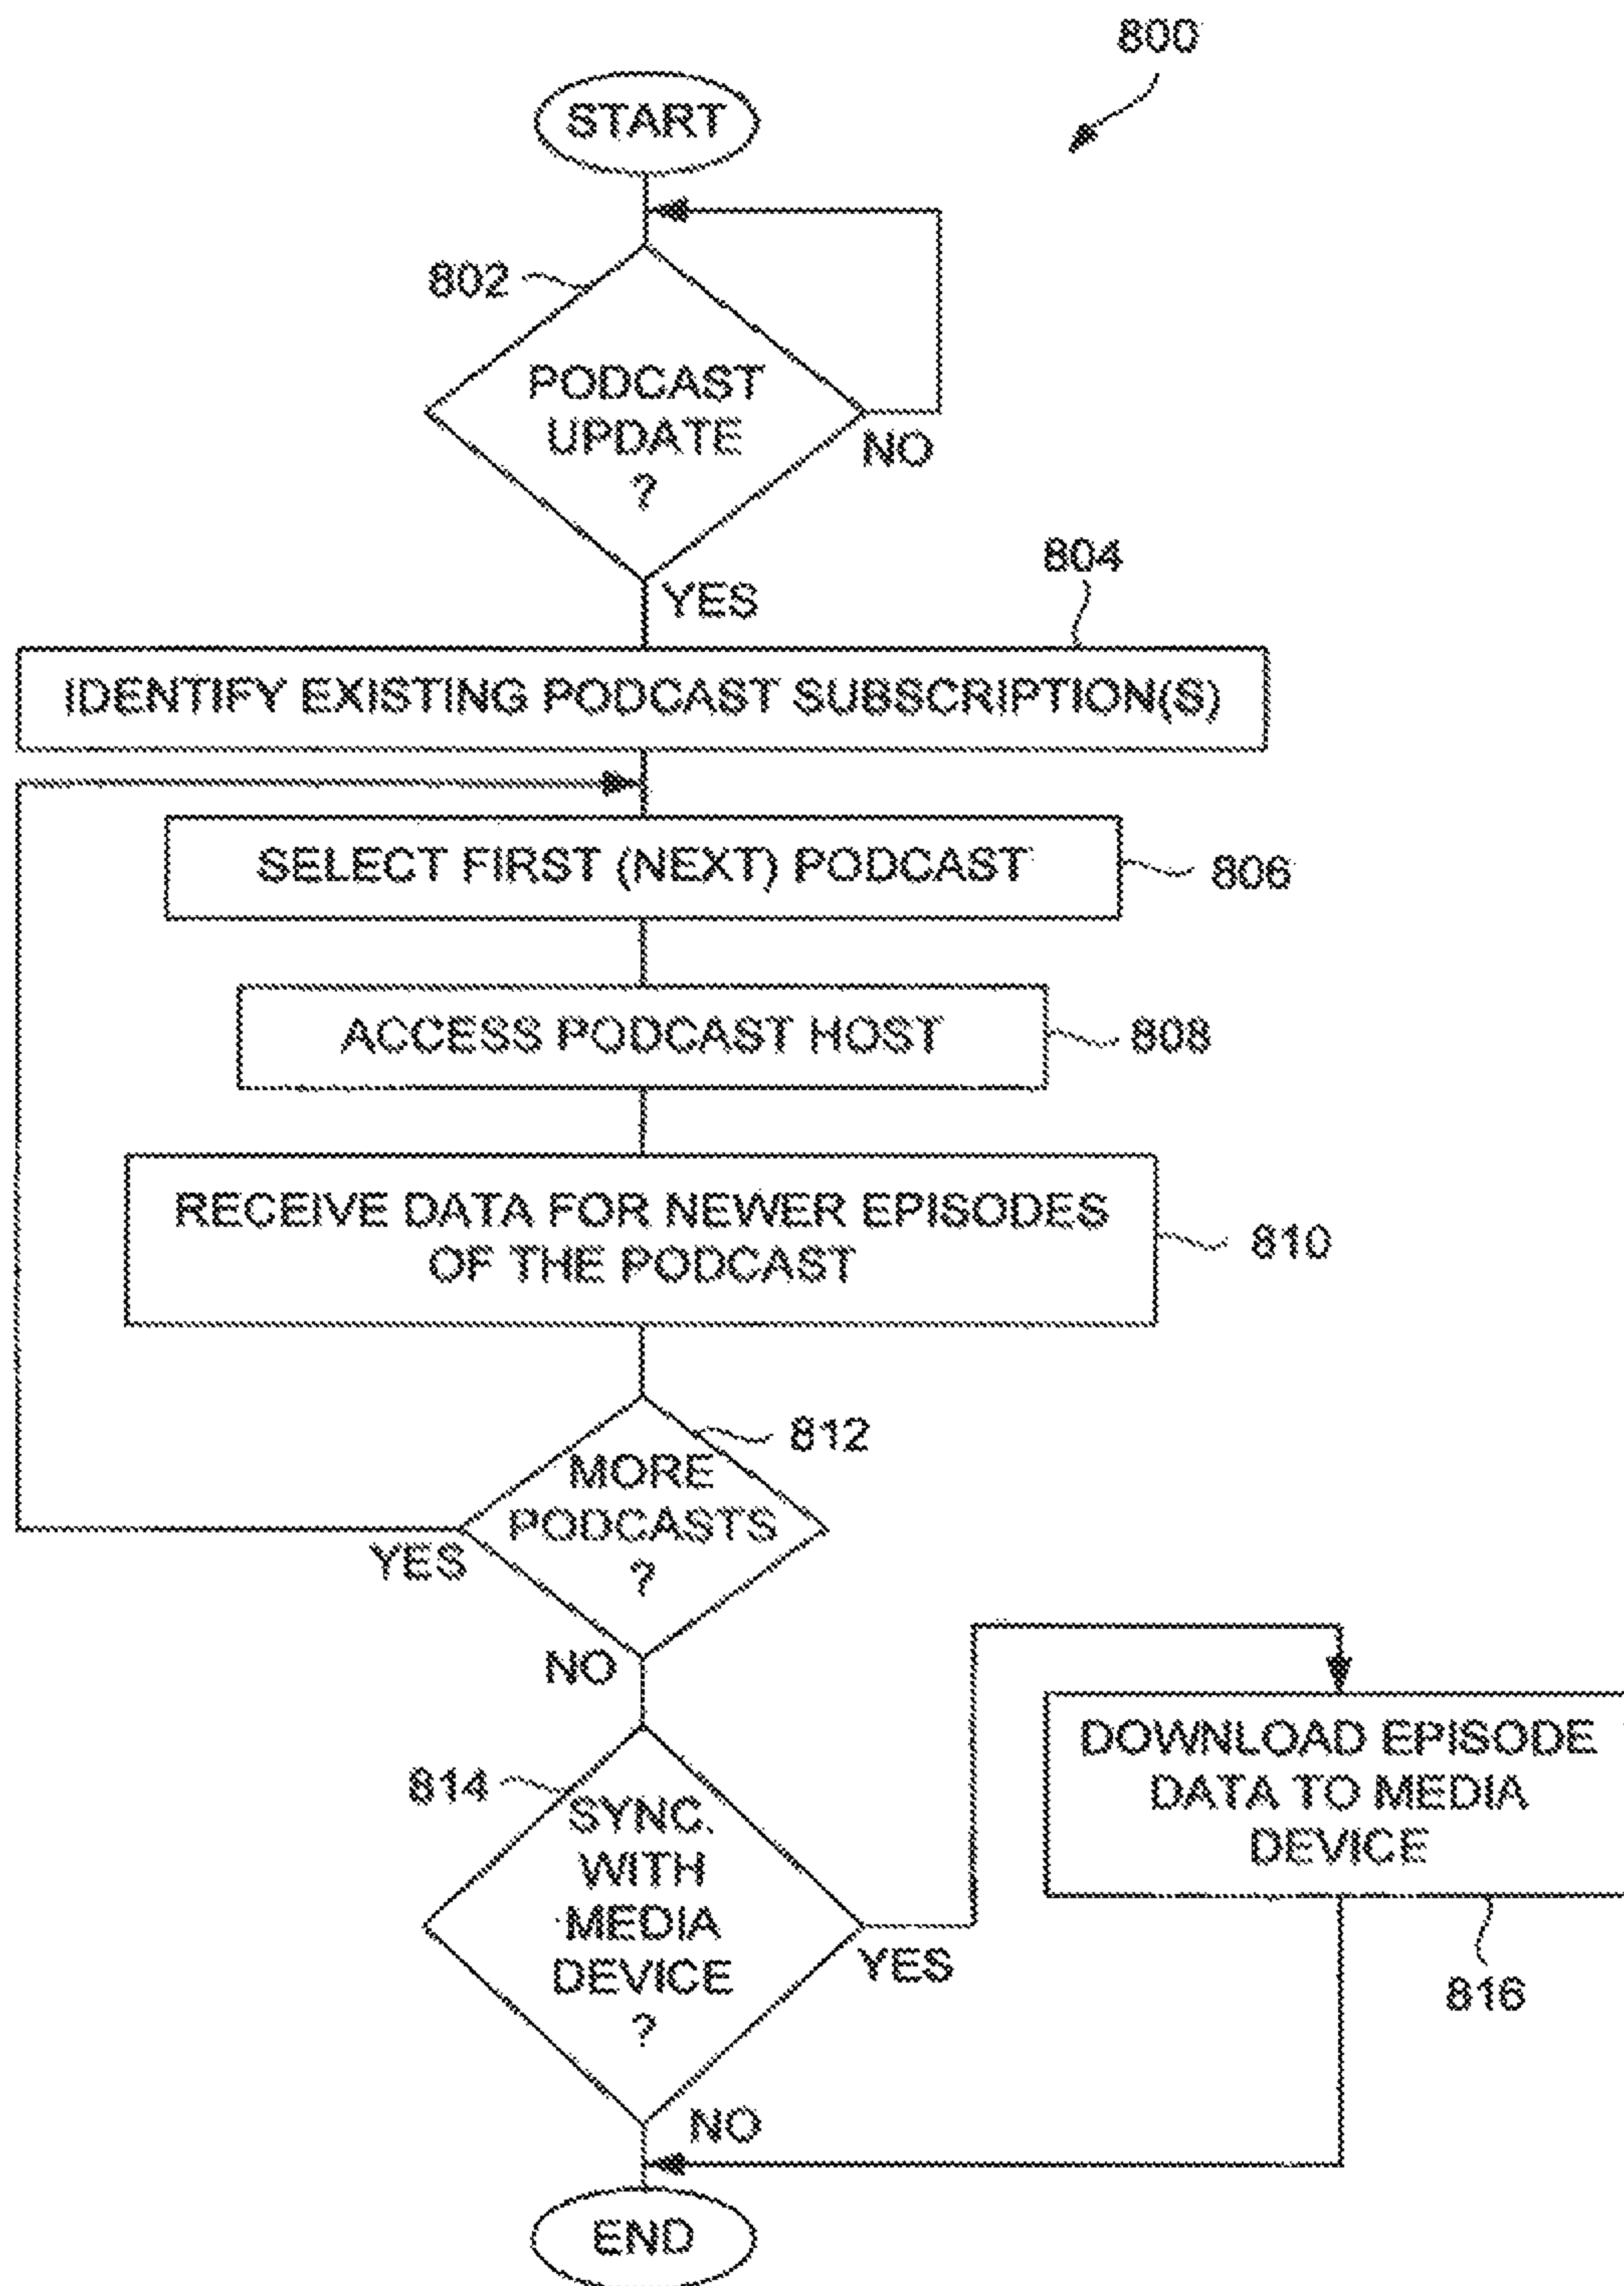 800
START
802
PODCAST
UPDATE
?
NO
YES
804
IDENTIFY EXISTING PODCAST SUBSCRIPTION(S)
SELECT FIRST (NEXT) PODCAST
806
ACCESS PODCAST HOST
808
RECEIVE DATA FOR NEWER EPISODES
OF THE PODCAST
810
812
MORE
PODCASTS
?
YES
NO
814
SYNC.
WITH
MEDIA
DEVICE
?
YES
DOWNLOAD EPISODE
DATA TO MEDIA
DEVICE
816
NO
END